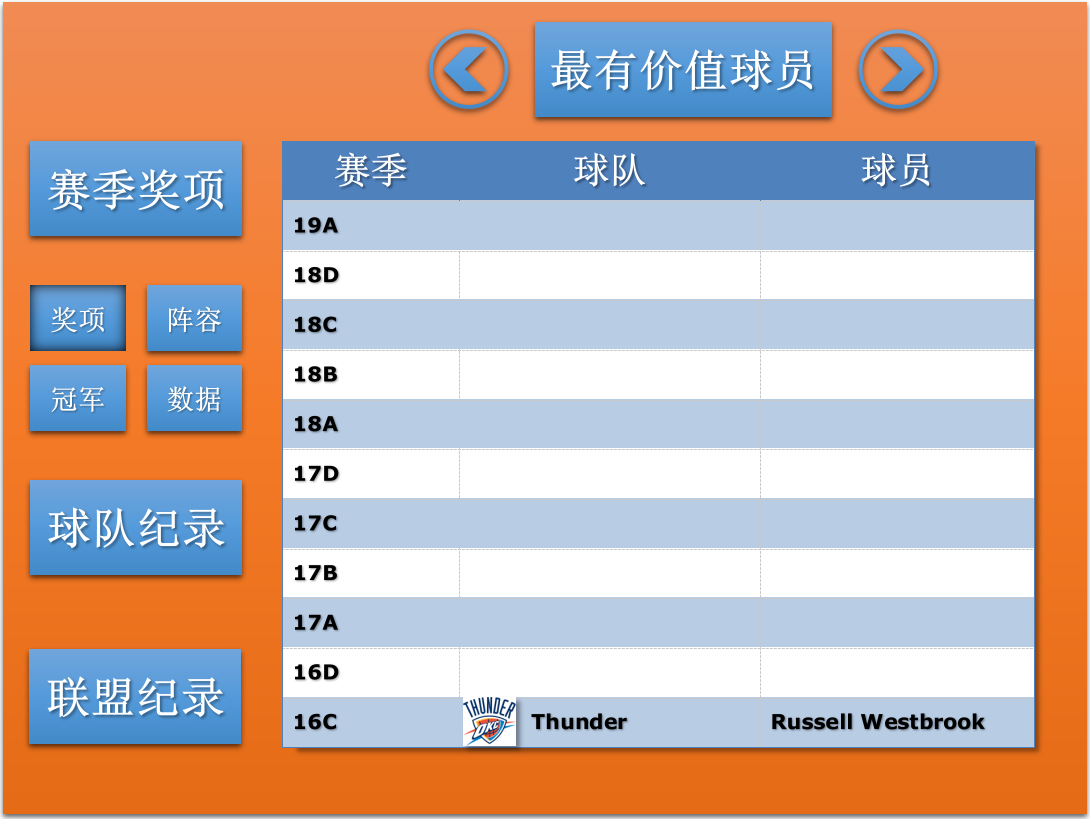 最有价值球员
赛季奖项
奖项
阵容
冠军
数据
球队纪录
联盟纪录
赛季 球队 球员
19A
18D
18C
18B
18A
17D
17C
17B
17A
16D
16C THUNDER OKC Thunder Russell Westbrook